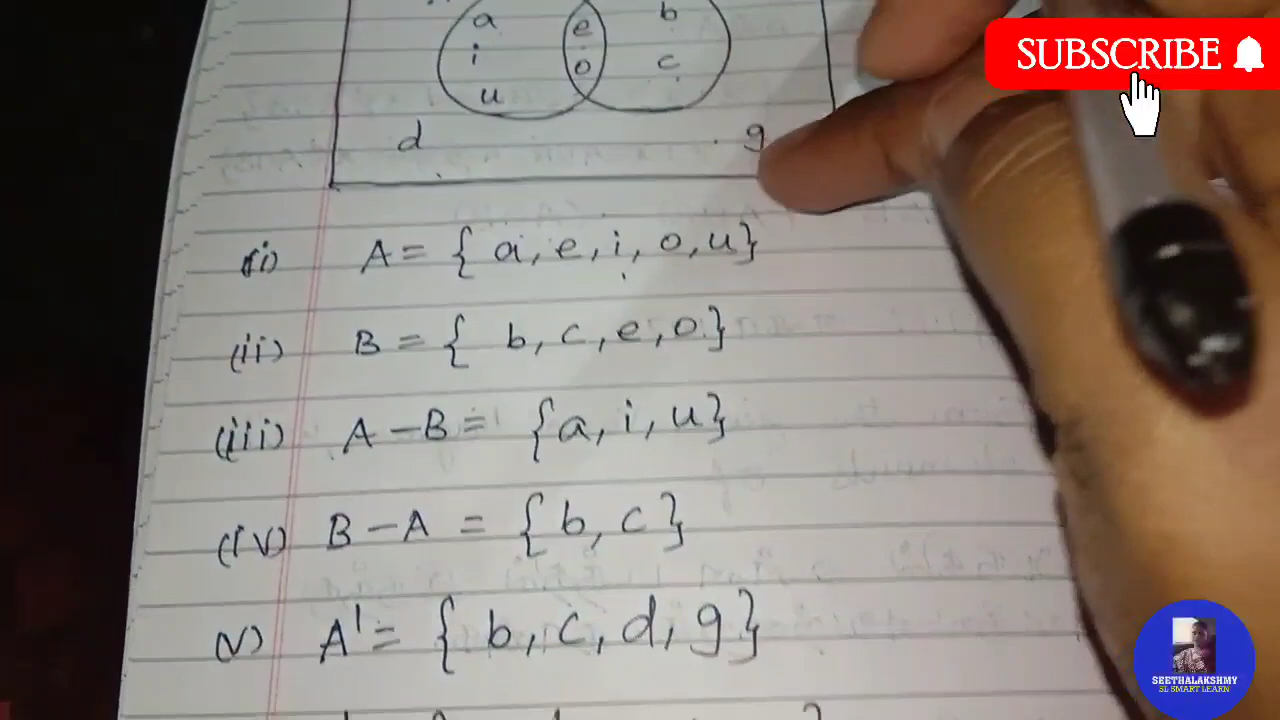 a e b
i o c
u
d g
(i) A = { a, e, i, o, u}
(ii) B = { b, c, e, o}
(iii) A - B = {a, i, u}
(iv) B - A = {b, c}
(v) A' = { b, c, d, g}
SUBSCRIBE
SEETHALAKSHMY
SL SMART LEARN